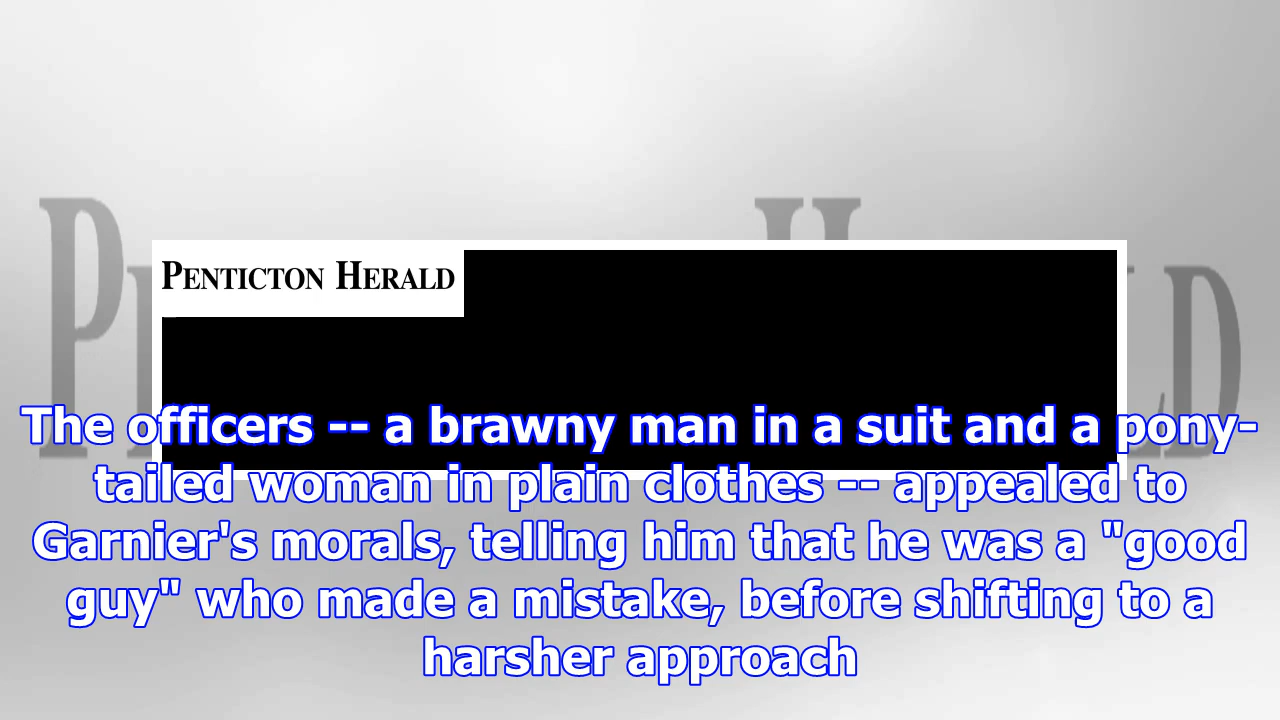 PENTICTON HERALD
The officers -- a brawny man in a suit and a pony-
tailed woman in plain clothes -- appealed to
Garnier's morals, telling him that he was a "good
guy" who made a mistake, before shifting to a
harsher approach